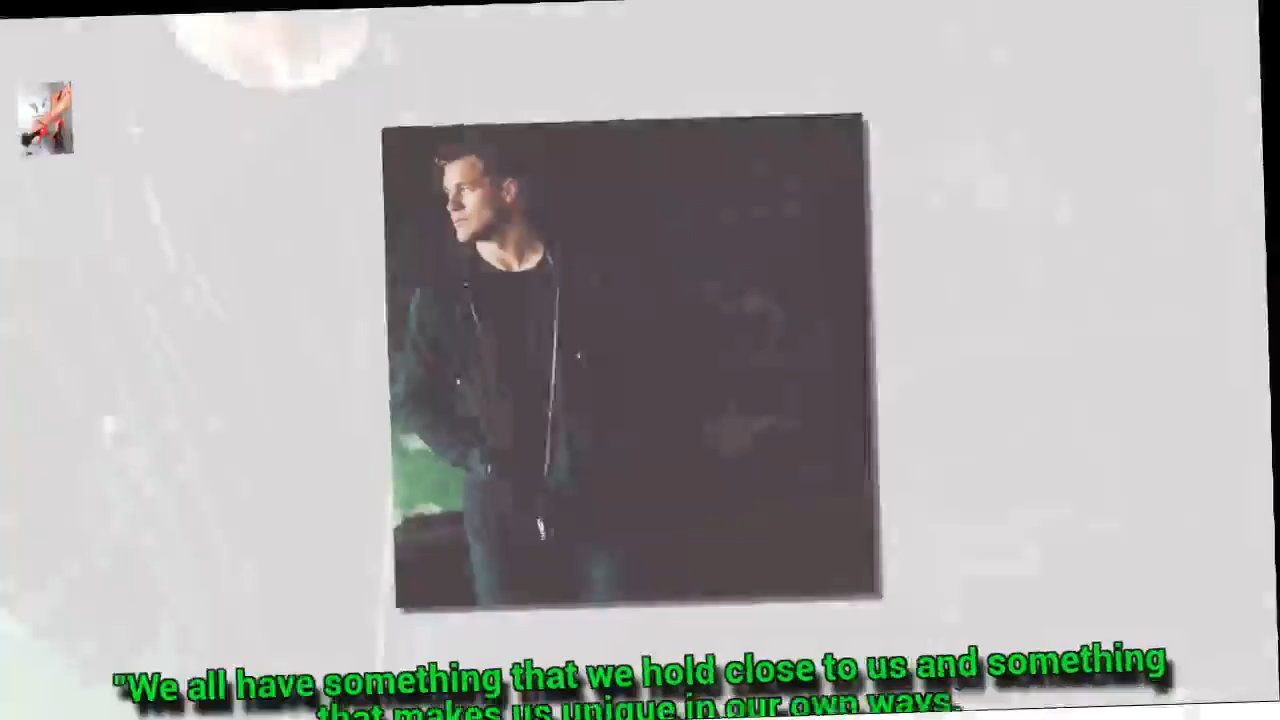 "We all have something that we hold close to us and something
that makes us unique in our own ways.